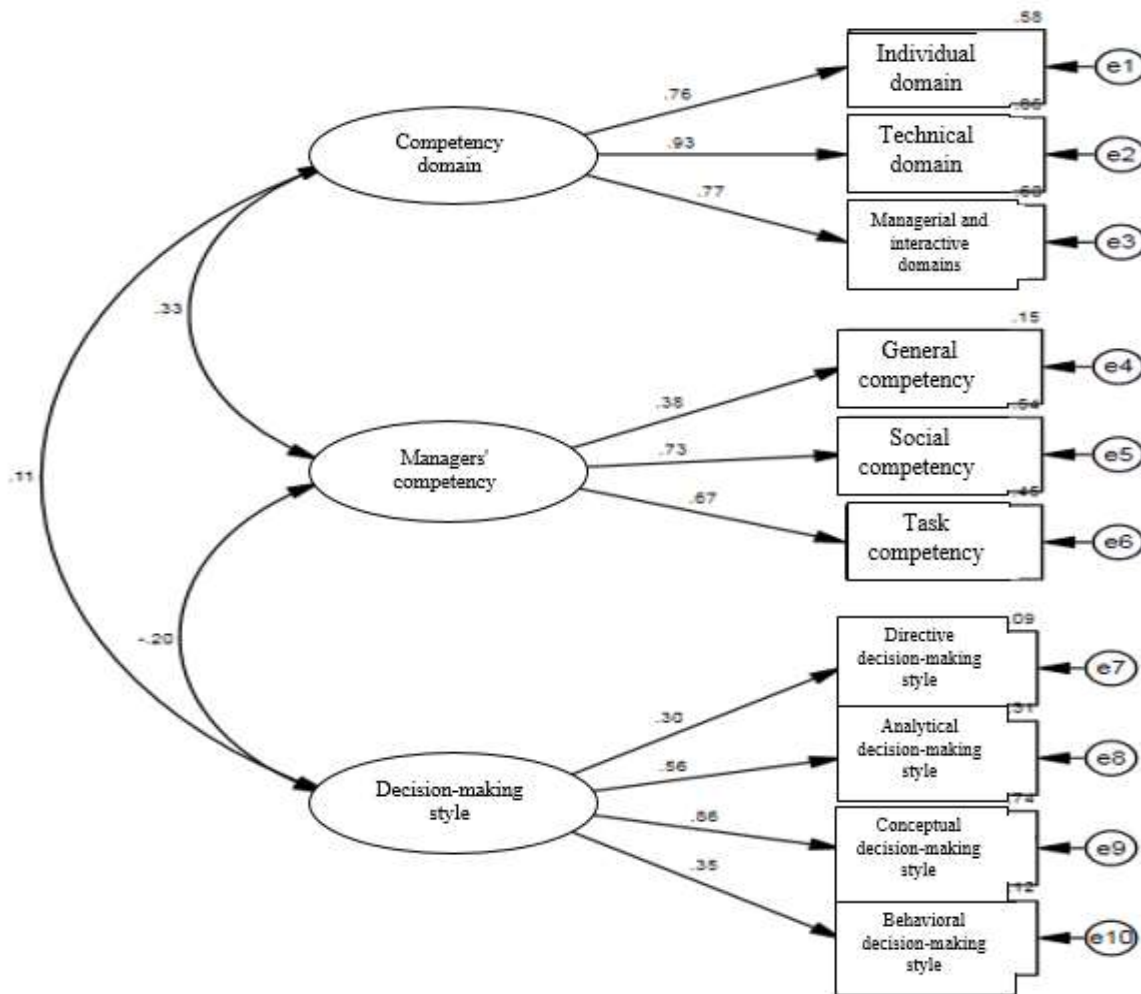 .58
Individual
domain
e1
.76
Competency
domain
.93
Technical
domain
e2
.77
Managerial and
interactive
domains
e3
.33
.15
General
competency
e4
.38
.54
Managers'
competency
.73
Social
competency
e5
.11
.67
.45
Task
competency
e6
-.20
.09
Directive
decision-making
style
e7
.30
.31
Analytical
decision-making
style
e8
.56
Decision-making
style
.74
.86
Conceptual
decision-making
style
e9
.35
.12
Behavioral
decision-making
style
e10